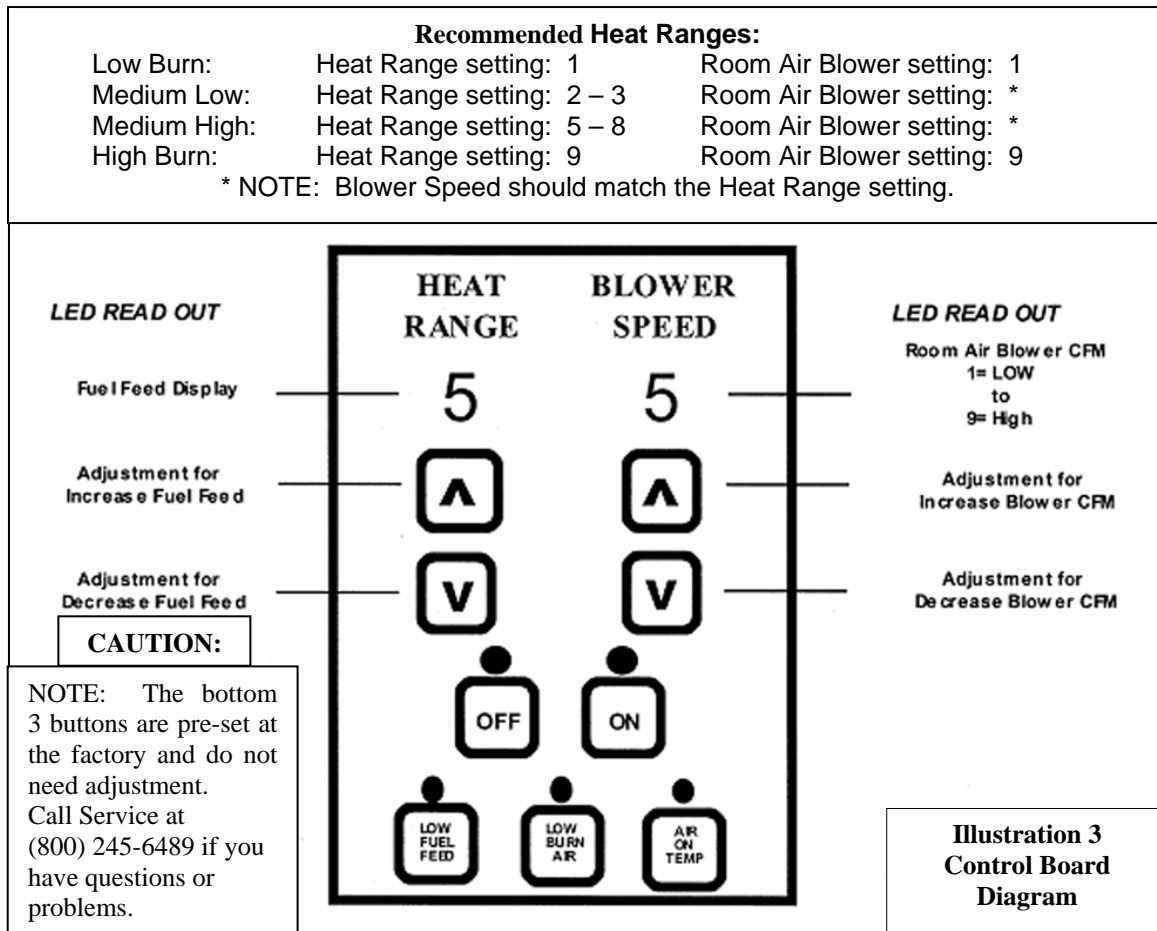 Recommended Heat Ranges:
Low Burn: Heat Range setting: 1 Room Air Blower setting: 1
Medium Low: Heat Range setting: 2 – 3 Room Air Blower setting: *
Medium High: Heat Range setting: 5 – 8 Room Air Blower setting: *
High Burn: Heat Range setting: 9 Room Air Blower setting: 9
* NOTE: Blower Speed should match the Heat Range setting.
HEAT
RANGE
BLOWER
SPEED
LED READ OUT
LED READ OUT
Fuel Feed Display
5
5
Room Air Blower CFM
1= LOW
to
9= High
Adjustment for
Increase Fuel Feed
∧
∧
Adjustment for
Increase Blower CFM
Adjustment for
Decrease Fuel Feed
∨
∨
Adjustment for
Decrease Blower CFM
CAUTION:
NOTE: The bottom
3 buttons are pre-set at
the factory and do not
need adjustment.
Call Service at
(800) 245-6489 if you
have questions or
problems.
OFF
ON
LOW
FUEL
FEED
LOW
BURN
AIR
AIR
ON
TEMP
Illustration 3
Control Board
Diagram